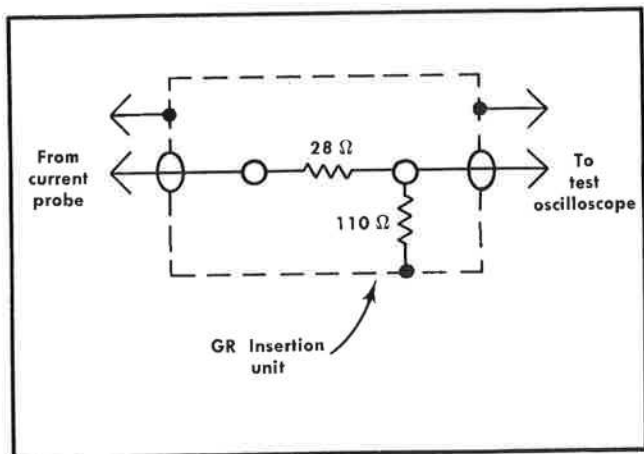 28 Ω
From
current
probe
To
test
oscilloscope
110 Ω
GR Insertion
unit